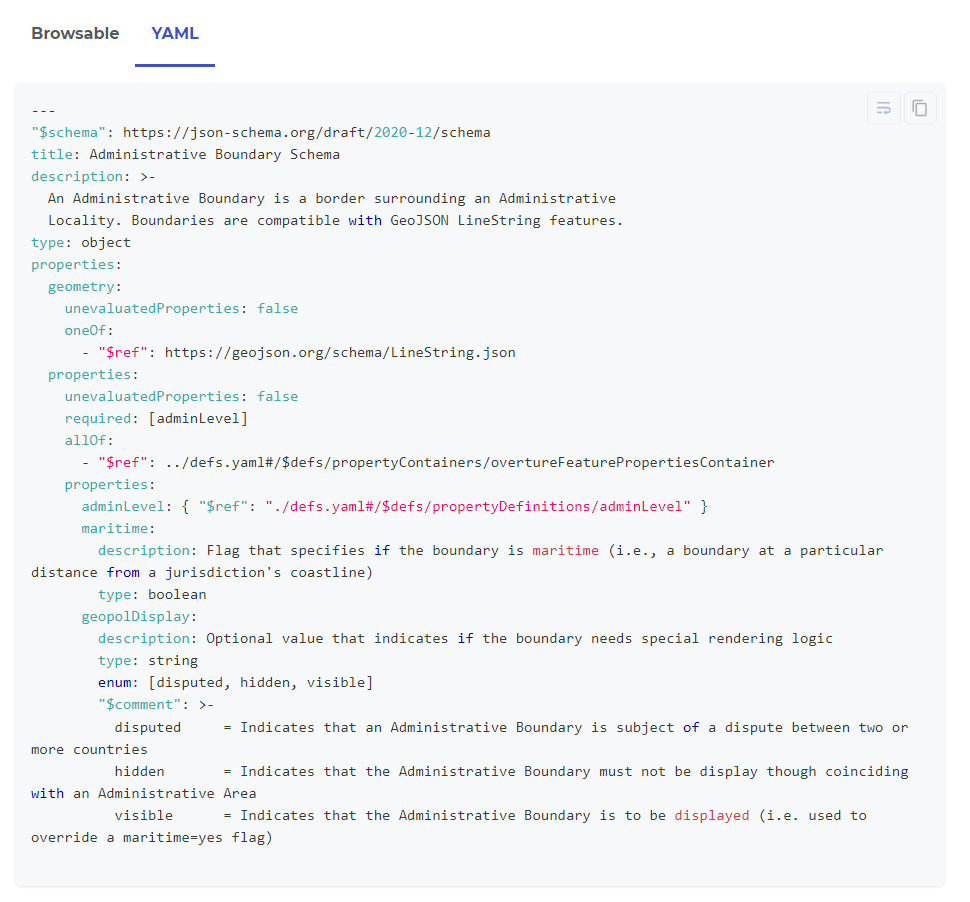 Browsable YAML
---
"$schema": https://json-schema.org/draft/2020-12/schema
title: Administrative Boundary Schema
description: >-
  An Administrative Boundary is a border surrounding an Administrative
  Locality. Boundaries are compatible with GeoJSON LineString features.
type: object
properties:
  geometry:
    unevaluatedProperties: false
    oneOf:
      - "$ref": https://geojson.org/schema/LineString.json
  properties:
    unevaluatedProperties: false
    required: [adminLevel]
    allOf:
      - "$ref": ../defs.yaml#/$defs/propertyContainers/overtureFeaturePropertiesContainer
    properties:
      adminLevel: { "$ref": "./defs.yaml#/$defs/propertyDefinitions/adminLevel" }
      maritime:
        description: Flag that specifies if the boundary is maritime (i.e., a boundary at a particular
distance from a jurisdiction's coastline)
        type: boolean
      geopolDisplay:
        description: Optional value that indicates if the boundary needs special rendering logic
        type: string
        enum: [disputed, hidden, visible]
        "$comment": >-
          disputed     = Indicates that an Administrative Boundary is subject of a dispute between two or
more countries
          hidden       = Indicates that the Administrative Boundary must not be display though coinciding
with an Administrative Area
          visible      = Indicates that the Administrative Boundary is to be displayed (i.e. used to
override a maritime=yes flag)